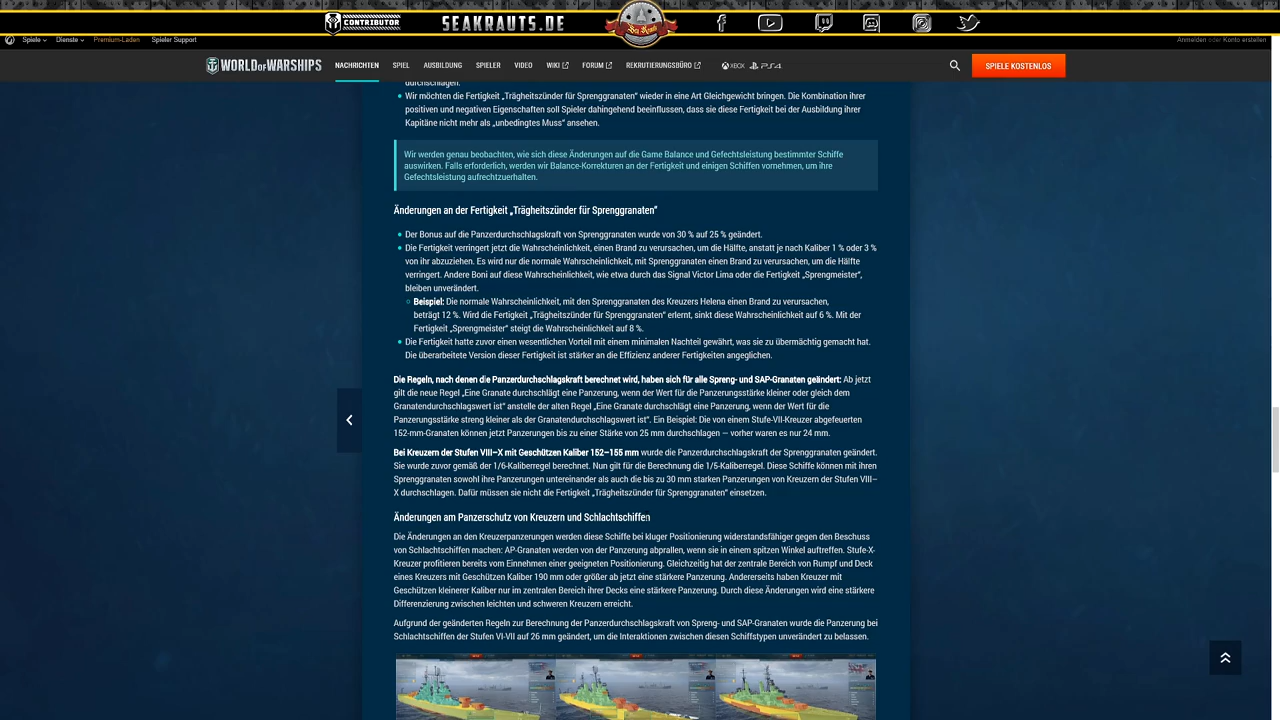 CONTRIBUTOR
SEAKRAUTS.DE
Sea Krauts
Spiele
Dienste
Premium-Laden
Spieler Support
Anmelden oder Konto erstellen
WORLD OF WARSHIPS
NACHRICHTEN
SPIEL
AUSBILDUNG
SPIELER
VIDEO
WIKI
FORUM
REKRUTIERUNGSBÜRO
XBOX
PS4
SPIELE KOSTENLOS
durchschlagen.
Wir möchten die Fertigkeit „Trägheitszünder für Sprenggranaten“ wieder in eine Art Gleichgewicht bringen. Die Kombination ihrer
positiven und negativen Eigenschaften soll Spieler dahingehend beeinflussen, dass sie diese Fertigkeit bei der Ausbildung ihrer
Kapitäne nicht mehr als „unbedingtes Muss“ ansehen.
Wir werden genau beobachten, wie sich diese Änderungen auf die Game Balance und Gefechtsleistung bestimmter Schiffe
auswirken. Falls erforderlich, werden wir Balance-Korrekturen an der Fertigkeit und einigen Schiffen vornehmen, um ihre
Gefechtsleistung aufrechtzuerhalten.
Änderungen an der Fertigkeit „Trägheitszünder für Sprenggranaten“
Der Bonus auf die Panzerdurchschlagskraft von Sprenggranaten wurde von 30 % auf 25 % geändert.
Die Fertigkeit verringert jetzt die Wahrscheinlichkeit, einen Brand zu verursachen, um die Hälfte, anstatt je nach Kaliber 1 % oder 3 %
von ihr abzuziehen. Es wird nur die normale Wahrscheinlichkeit, mit Sprenggranaten einen Brand zu verursachen, um die Hälfte
verringert. Andere Boni auf diese Wahrscheinlichkeit, wie etwa durch das Signal Victor Lima oder die Fertigkeit „Sprengmeister“,
bleiben unverändert.
Beispiel: Die normale Wahrscheinlichkeit, mit den Sprenggranaten des Kreuzers Helena einen Brand zu verursachen,
beträgt 12 %. Wird die Fertigkeit „Trägheitszünder für Sprenggranaten“ erlernt, sinkt diese Wahrscheinlichkeit auf 6 %. Mit der
Fertigkeit „Sprengmeister“ steigt die Wahrscheinlichkeit auf 8 %.
Die Fertigkeit hatte zuvor einen wesentlichen Vorteil mit einem minimalen Nachteil gewährt, was sie zu übermächtig gemacht hat.
Die überarbeitete Version dieser Fertigkeit ist stärker an die Effizienz anderer Fertigkeiten angeglichen.
Die Regeln, nach denen die Panzerdurchschlagskraft berechnet wird, haben sich für alle Spreng- und SAP-Granaten geändert: Ab jetzt
gilt die neue Regel „Eine Granate durchschlägt eine Panzerung, wenn der Wert für die Panzerungsstärke kleiner oder gleich dem
Granatendurchschlagswert ist“ anstelle der alten Regel „Eine Granate durchschlägt eine Panzerung, wenn der Wert für die
Panzerungsstärke streng kleiner als der Granatendurchschlagswert ist“. Ein Beispiel: Die von einem Stufe-VII-Kreuzer abgefeuerten
152-mm-Granaten können jetzt Panzerungen bis zu einer Stärke von 25 mm durchschlagen — vorher waren es nur 24 mm.
Bei Kreuzern der Stufen VIII–X mit Geschützen Kaliber 152–155 mm wurde die Panzerdurchschlagskraft der Sprenggranaten geändert.
Sie wurde zuvor gemäß der 1/6-Kaliberregel berechnet. Nun gilt für die Berechnung die 1/5-Kaliberregel. Diese Schiffe können mit ihren
Sprenggranaten sowohl ihre Panzerungen untereinander als auch die bis zu 30 mm starken Panzerungen von Kreuzern der Stufen VIII–
X durchschlagen. Dafür müssen sie nicht die Fertigkeit „Trägheitszünder für Sprenggranaten“ einsetzen.
Änderungen am Panzerschutz von Kreuzern und Schlachtschiffen
Die Änderungen an den Kreuzerpanzerungen werden diese Schiffe bei kluger Positionierung widerstandsfähiger gegen den Beschuss
von Schlachtschiffen machen: AP-Granaten werden von der Panzerung abprallen, wenn sie in einem spitzen Winkel auftreffen. Stufe-X-
Kreuzer profitieren bereits vom Einnehmen einer geeigneten Positionierung. Gleichzeitig hat der zentrale Bereich von Rumpf und Deck
eines Kreuzers mit Geschützen Kaliber 190 mm oder größer ab jetzt eine stärkere Panzerung. Andererseits haben Kreuzer mit
Geschützen kleinerer Kaliber nur im zentralen Bereich ihrer Decks eine stärkere Panzerung. Durch diese Änderungen wird eine stärkere
Differenzierung zwischen leichten und schweren Kreuzern erreicht.
Aufgrund der geänderten Regeln zur Berechnung der Panzerdurchschlagskraft von Spreng- und SAP-Granaten wurde die Panzerung bei
Schlachtschiffen der Stufen VI-VII auf 26 mm geändert, um die Interaktionen zwischen diesen Schiffstypen unverändert zu belassen.